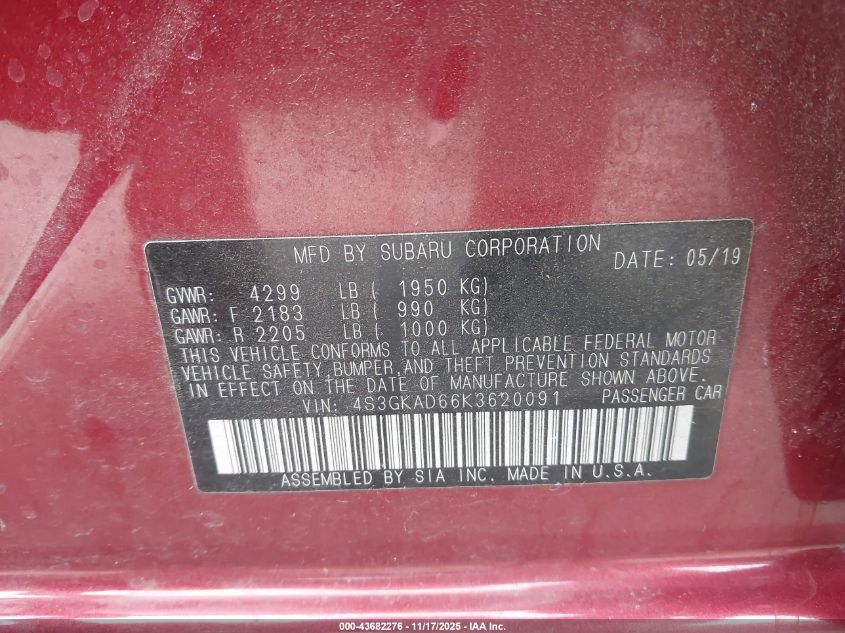 MFD BY SUBARU CORPORATION DATE: 05/19
GVWR: 4299 LB ( 1950 KG)
GAWR: F 2183 LB ( 990 KG)
GAWR: R 2205 LB ( 1000 KG)
THIS VEHICLE CONFORMS TO ALL APPLICABLE FEDERAL MOTOR
VEHICLE SAFETY, BUMPER, AND THEFT PREVENTION STANDARDS
IN EFFECT ON THE DATE OF MANUFACTURE SHOWN ABOVE.
VIN: 4S3GKAD66K3620091 PASSENGER CAR
ASSEMBLED BY SIA INC. MADE IN U.S.A.
000-43682276 - 11/17/2025 - IAA Inc.